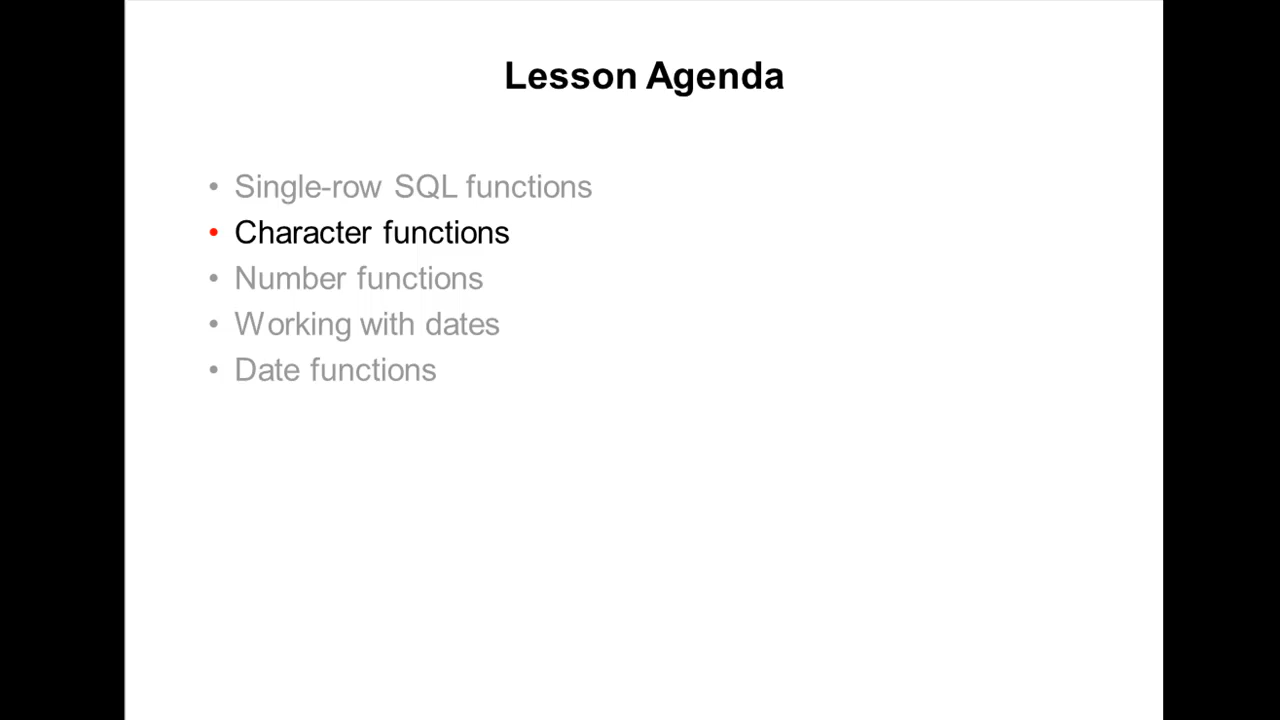 Lesson Agenda
• Single-row SQL functions
• Character functions
• Number functions
• Working with dates
• Date functions